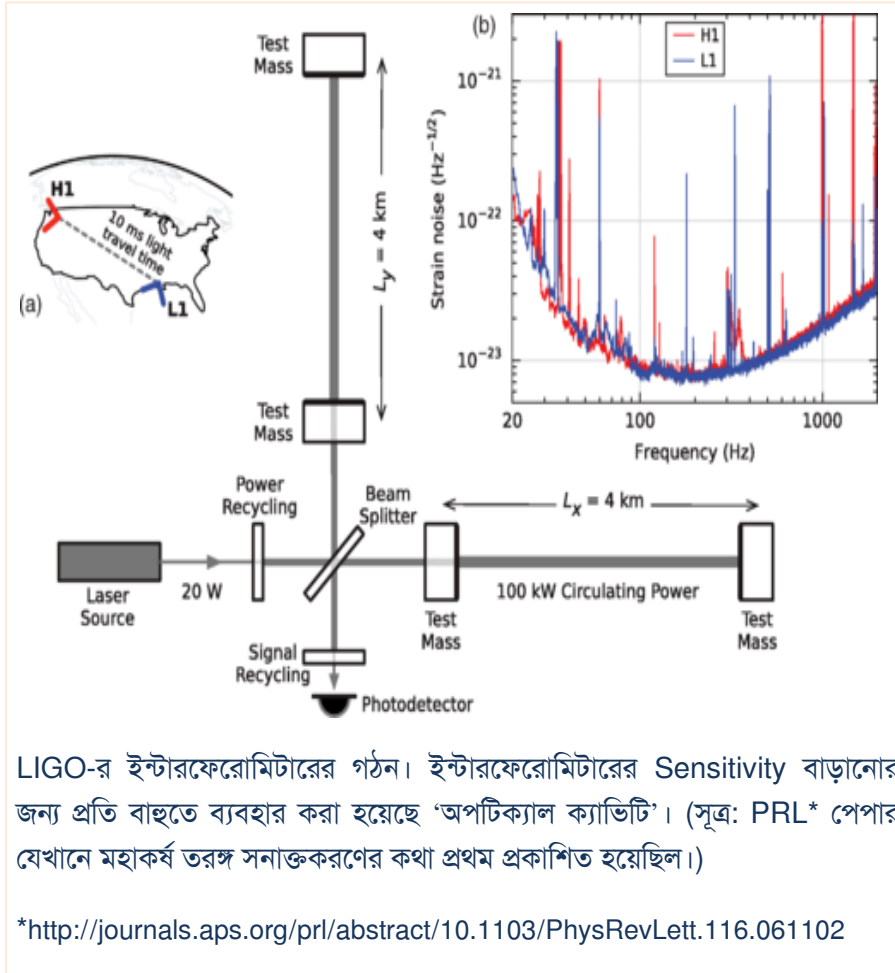 Test
Mass
(b)
H1
L1
10⁻²¹
10⁻²²
10⁻²³
Strain noise (Hz⁻¹/²)
20
100
1000
Frequency (Hz)
H1
10 ms light
travel time
L1
(a)
Ly = 4 km
Test
Mass
Power
Recycling
Beam
Splitter
Lx = 4 km
Laser
Source
20 W
100 kW Circulating Power
Test
Mass
Test
Mass
Signal
Recycling
Photodetector
LIGO-র ইন্টারফেরোমিটারের গঠন। ইন্টারফেরোমিটারের Sensitivity বাড়ানোর
জন্য প্রতি বাহুতে ব্যবহার করা হয়েছে ‘অপটিক্যাল ক্যাভিটি’। (সূত্র: PRL* পেপার
যেখানে মহাকর্ষ তরঙ্গ সনাক্তকরণের কথা প্রথম প্রকাশিত হয়েছিল।)
*http://journals.aps.org/prl/abstract/10.1103/PhysRevLett.116.061102